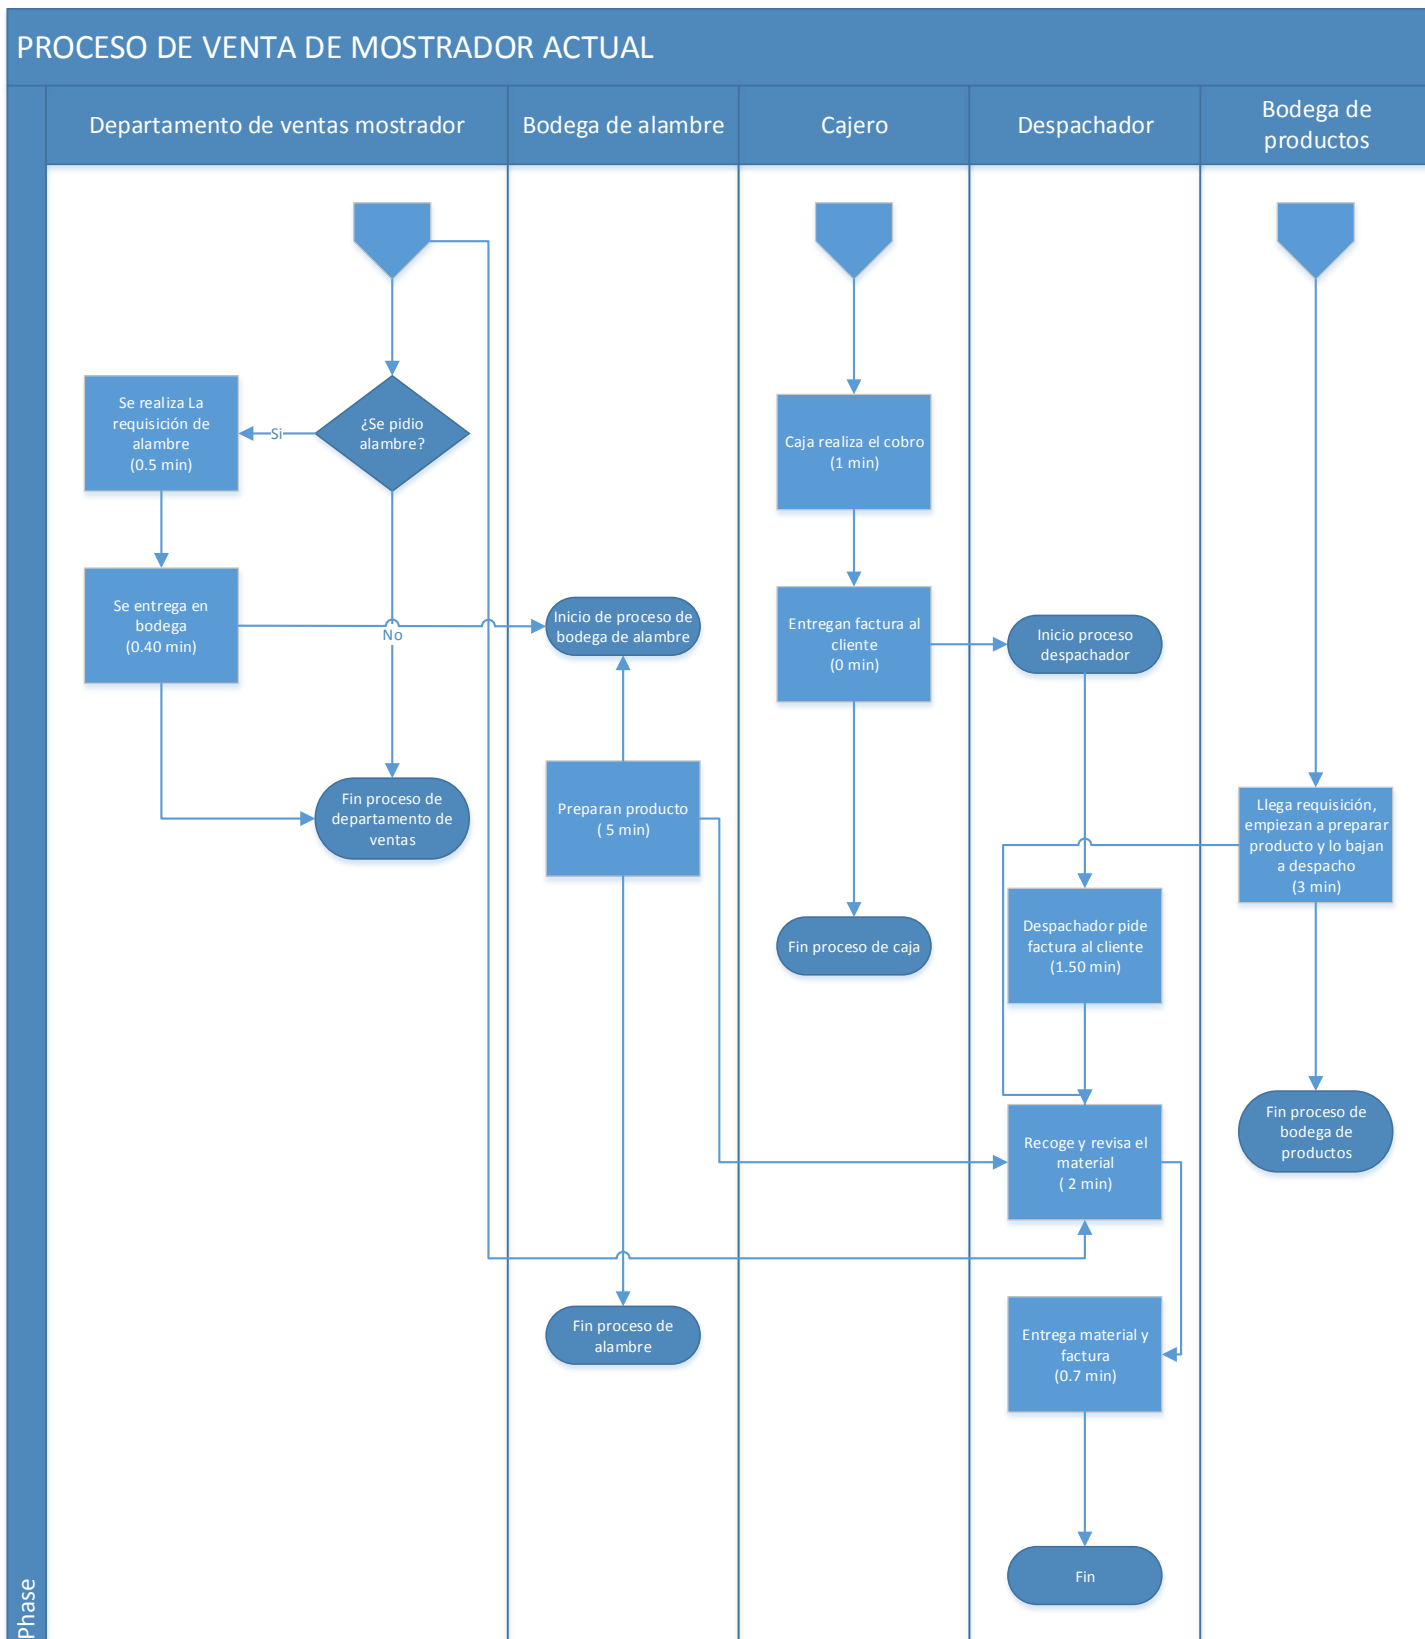 PROCESO DE VENTA DE MOSTRADOR ACTUAL
Departamento de ventas mostrador
Bodega de alambre
Cajero
Despachador
Bodega de
productos
Se realiza La
requisición de
alambre
(0.5 min)
Si
¿Se pidio
alambre?
Se entrega en
bodega
(0.40 min)
No
Fin proceso de
departamento de
ventas
Inicio de proceso de
bodega de alambre
Preparan producto
( 5 min)
Fin proceso de
alambre
Caja realiza el cobro
(1 min)
Entregan factura al
cliente
(0 min)
Fin proceso de caja
Inicio proceso
despachador
Despachador pide
factura al cliente
(1.50 min)
Recoge y revisa el
material
( 2 min)
Entrega material y
factura
(0.7 min)
Fin
Llega requisición,
empiezan a preparar
producto y lo bajan
a despacho
(3 min)
Fin proceso de
bodega de
productos
Phase